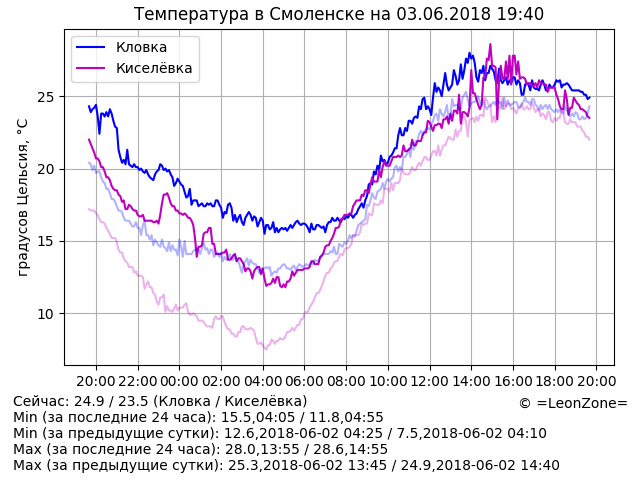 Температура в Смоленске на 03.06.2018 19:40
Кловка
Киселёвка
градусов Цельсия, °C
25
20
15
10
20:00 22:00 00:00 02:00 04:00 06:00 08:00 10:00 12:00 14:00 16:00 18:00 20:00
Сейчас: 24.9 / 23.5 (Кловка / Киселёвка)
© =LeonZone=
Min (за последние 24 часа): 15.5,04:05 / 11.8,04:55
Min (за предыдущие сутки): 12.6,2018-06-02 04:25 / 7.5,2018-06-02 04:10
Max (за последние 24 часа): 28.0,13:55 / 28.6,14:55
Max (за предыдущие сутки): 25.3,2018-06-02 13:45 / 24.9,2018-06-02 14:40